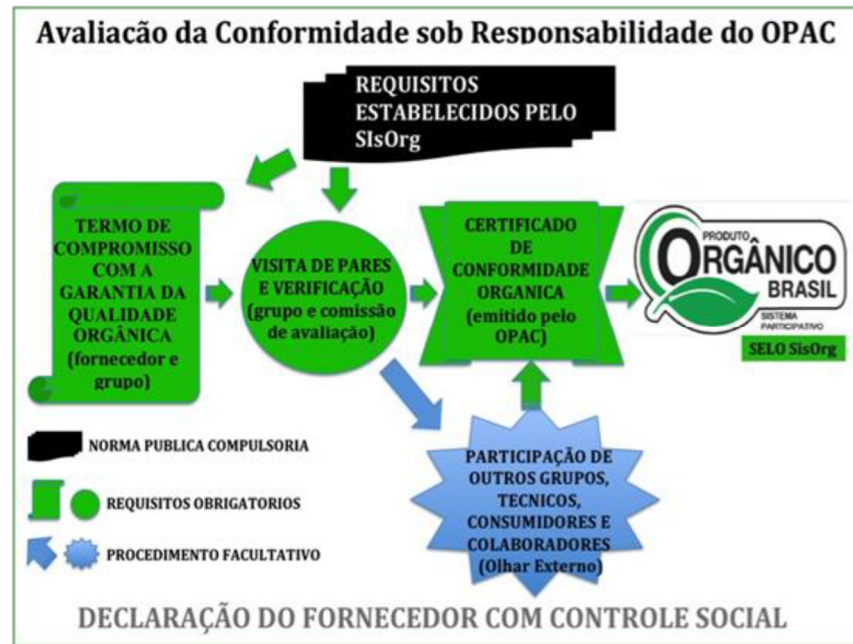 Avaliação da Conformidade sob Responsabilidade do OPAC
REQUISITOS
ESTABELECIDOS PELO
SIsOrg
TERMO DE
COMPROMISSO
COM A
GARANTIA DA
QUALIDADE
ORGÂNICA
(fornecedor e
grupo)
VISITA DE PARES
E VERIFICAÇÃO
(grupo e comissão
de avaliação)
CERTIFICADO
DE
CONFORMIDADE
ORGANICA
(emitido pelo
OPAC)
PRODUTO
ORGÂNICO
BRASIL
SISTEMA
PARTICIPATIVO
SELO SisOrg
NORMA PUBLICA COMPULSORIA
REQUISITOS OBRIGATORIOS
PROCEDIMENTO FACULTATIVO
PARTICIPAÇÃO DE
OUTROS GRUPOS,
TECNICOS,
CONSUMIDORES E
COLABORADORES
(Olhar Externo)
DECLARAÇÃO DO FORNECEDOR COM CONTROLE SOCIAL